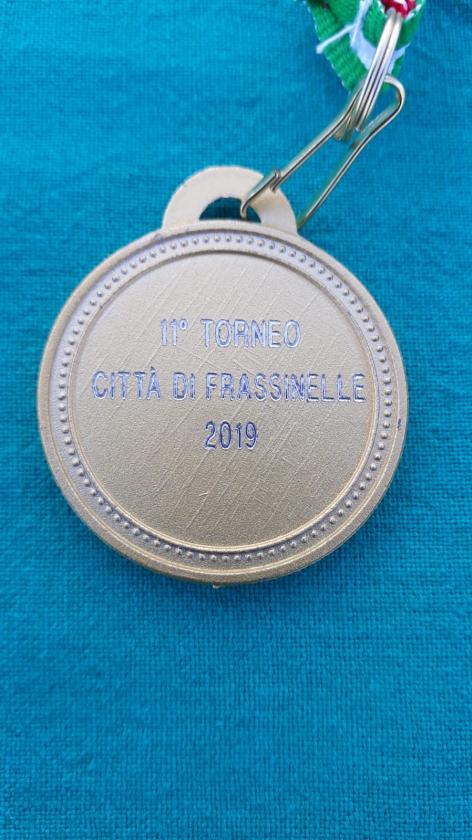 11° TORNEO
CITTÀ DI FRASSINELLE
2019